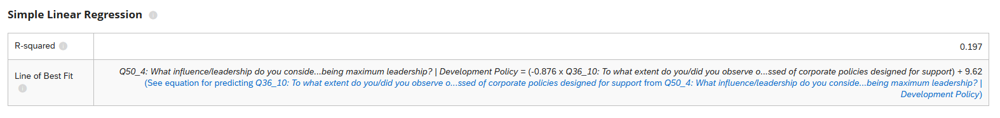 Simple Linear Regression
R-squared
0.197
Line of Best Fit
Q50_4: What influence/leadership do you conside...being maximum leadership? | Development Policy = (-0.876 x Q36_10: To what extent do you/did you observe o...ssed of corporate policies designed for support) + 9.62
(See equation for predicting Q36_10: To what extent do you/did you observe o...ssed of corporate policies designed for support from Q50_4: What influence/leadership do you conside...being maximum leadership? |
Development Policy)